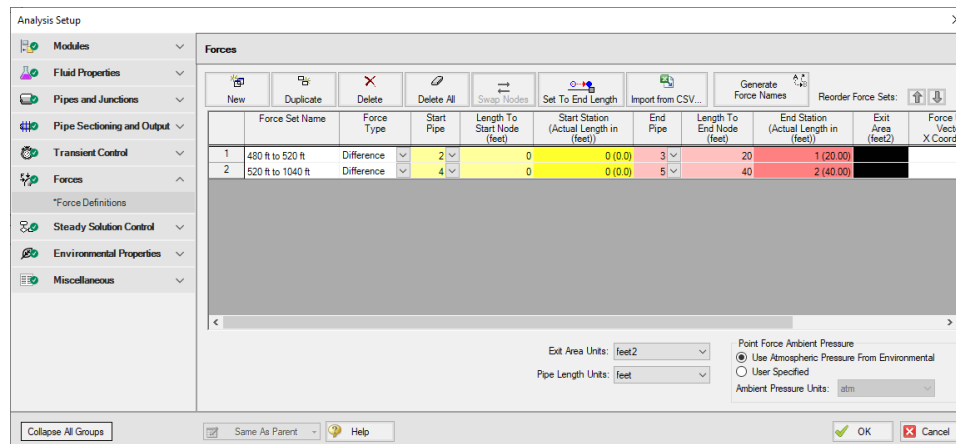 Analysis Setup
Modules
Fluid Properties
Pipes and Junctions
Pipe Sectioning and Output
Transient Control
Forces
*Force Definitions
Steady Solution Control
Environmental Properties
Miscellaneous
Forces
New
Duplicate
Delete
Delete All
Swap Nodes
Set To End Length
Import from CSV...
Generate
Force Names
Reorder Force Sets:
Force Set Name
Force
Type
Start
Pipe
Length To
Start Node
(feet)
Start Station
(Actual Length in
(feet))
End
Pipe
Length To
End Node
(feet)
End Station
(Actual Length in
(feet))
Exit
Area
(feet2)
Force U
Vect
X Coord
1 480 ft to 520 ft Difference 2 0 0 (0.0) 3 20 1 (20.00)
2 520 ft to 1040 ft Difference 4 0 0 (0.0) 5 40 2 (40.00)
Exit Area Units: feet2
Pipe Length Units: feet
Point Force Ambient Pressure
Use Atmospheric Pressure From Environmental
User Specified
Ambient Pressure Units: atm
Collapse All Groups
Same As Parent
Help
OK
Cancel